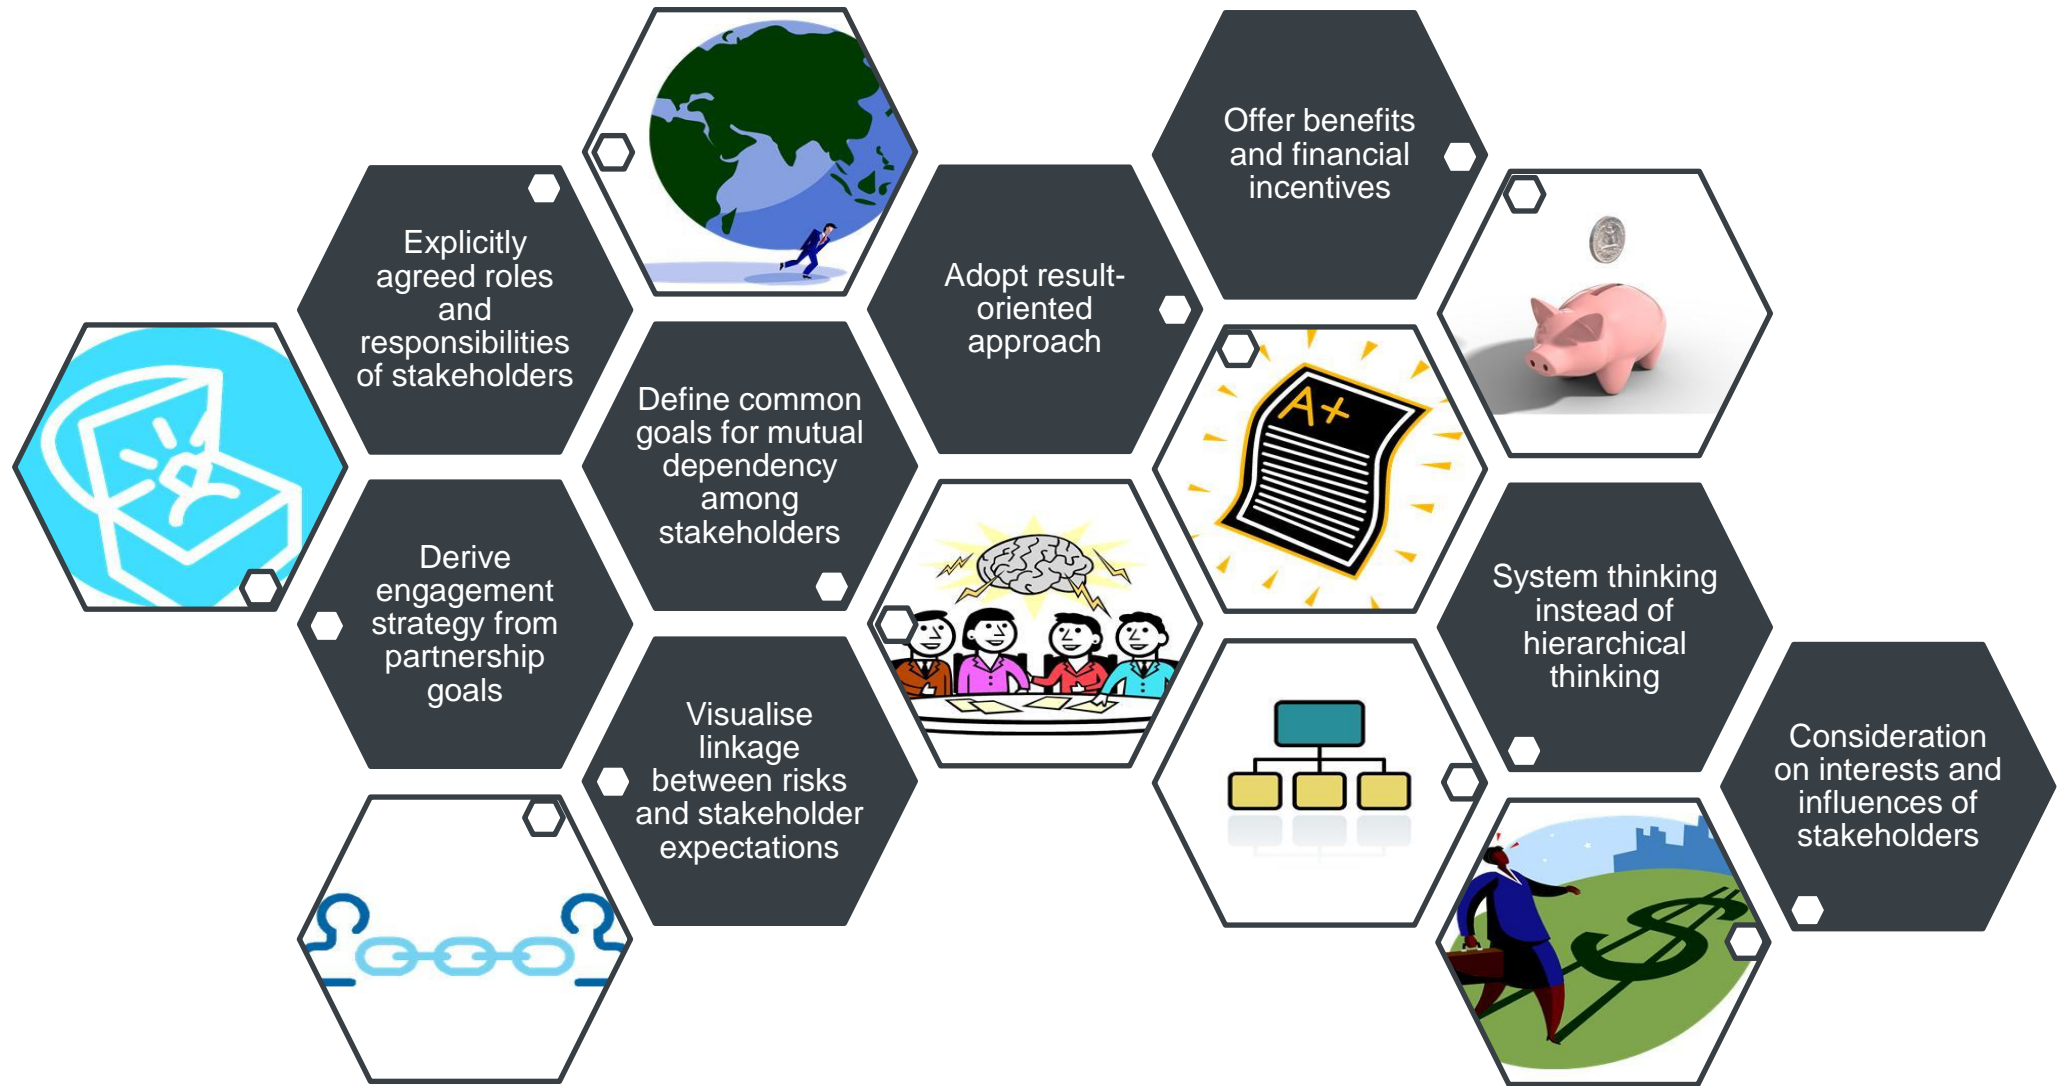 Explicitly
agreed roles
and
responsibilities
of stakeholders
Derive
engagement
strategy from
partnership
goals
Define common
goals for mutual
dependency
among
stakeholders
Visualise
linkage
between risks
and stakeholder
expectations
Adopt result-
oriented
approach
Offer benefits
and financial
incentives
A+
System thinking
instead of
hierarchical
thinking
Consideration
on interests and
influences of
stakeholders
$